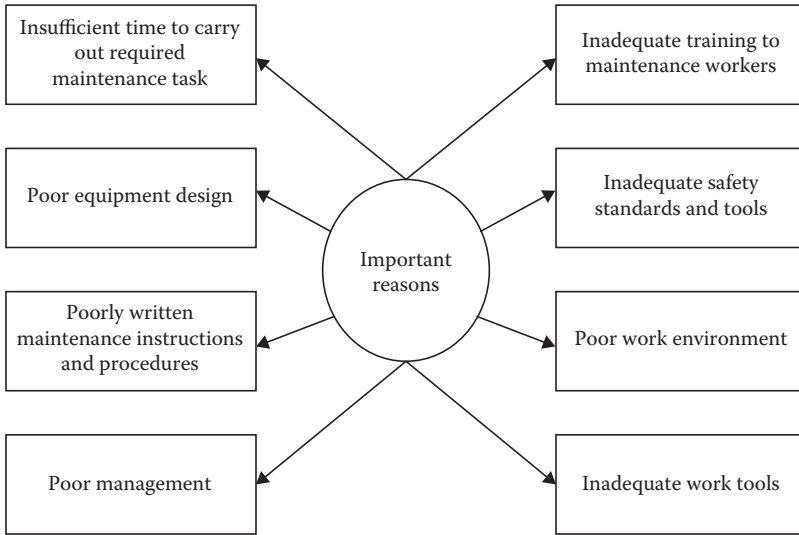 Insufficient time to carry
out required
maintenance task
Inadequate training to
maintenance workers
Poor equipment design
Inadequate safety
standards and tools
Important
reasons
Poorly written
maintenance instructions
and procedures
Poor work environment
Poor management
Inadequate work tools